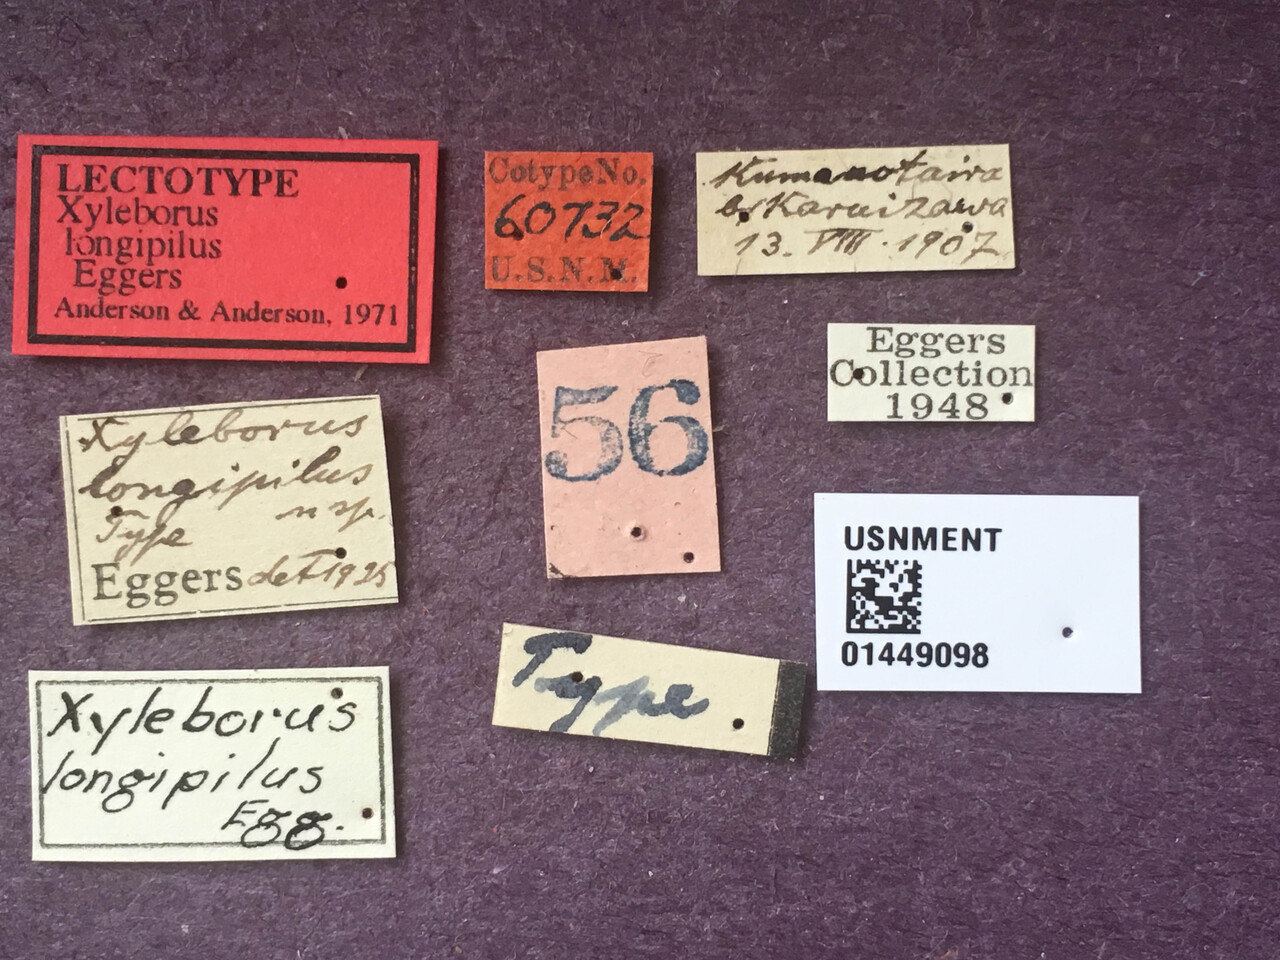 LECTOTYPE
Xyleborus
longipilus
Eggers
Anderson & Anderson, 1971
Cotype No.
60732
U.S.N.M.
Kumanotaira
b/Karuizawa
13. VIII. 1907
Eggers
Collection
1948
56
Xyleborus
longipilus
n sp.
Type
Eggers det 1925
USNMENT
01449098
Type
Xyleborus
longipilus
Egg.